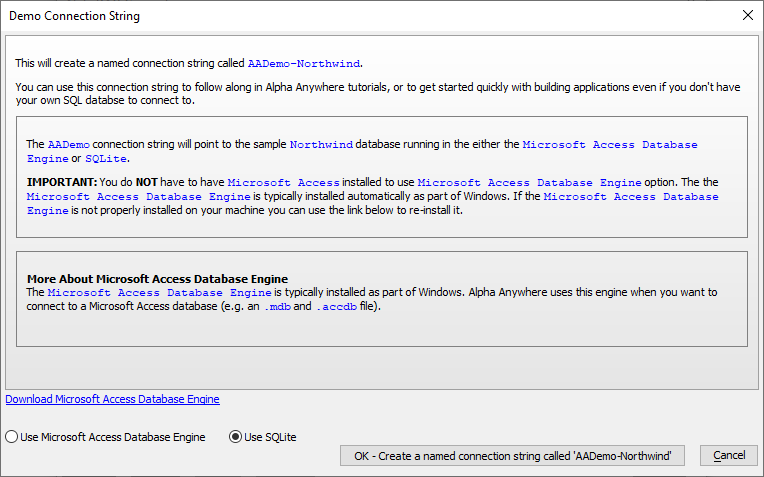 Demo Connection String
This will create a named connection string called AADemo-Northwind.
You can use this connection string to follow along in Alpha Anywhere tutorials, or to get started quickly with building applications even if you don't have
your own SQL databse to connect to.
The AADemo connection string will point to the sample Northwind database running in the either the Microsoft Access Database
Engine or SQLite.
IMPORTANT: You do NOT have to have Microsoft Access installed to use Microsoft Access Database Engine option. The the
Microsoft Access Database Engine is typically installed automatically as part of Windows. If the Microsoft Access Database
Engine is not properly installed on your machine you can use the link below to re-install it.
More About Microsoft Access Database Engine
The Microsoft Access Database Engine is typically installed as part of Windows. Alpha Anywhere uses this engine when you want to
connect to a Microsoft Access database (e.g. an .mdb and .accdb file).
Download Microsoft Access Database Engine
Use Microsoft Access Database Engine
Use SQLite
OK - Create a named connection string called 'AADemo-Northwind'
Cancel